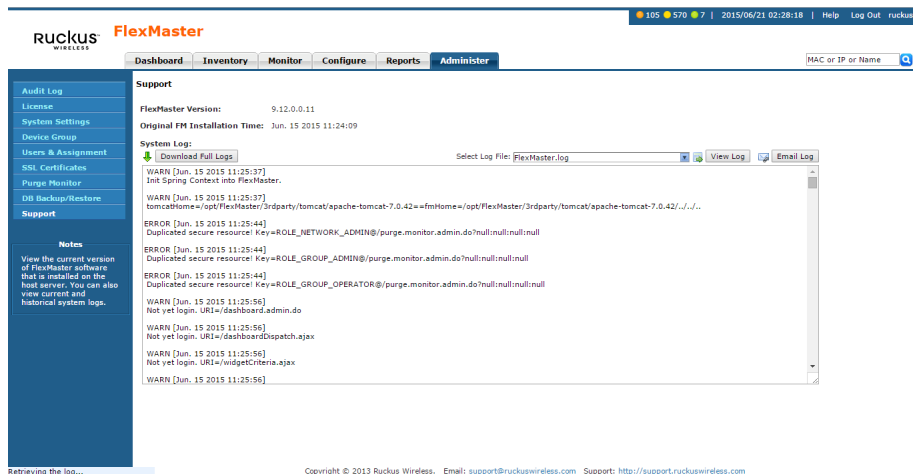 105 570 7 | 2015/06/21 02:28:18 | Help Log Out ruckus
RUCKUS
WIRELESS
FlexMaster
Dashboard Inventory Monitor Configure Reports Administer
MAC or IP or Name
Audit Log
License
System Settings
Device Group
Users & Assignment
SSL Certificates
Purge Monitor
DB Backup/Restore
Support
Notes
View the current version
of FlexMaster software
that is installed on the
host server. You can also
view current and
historical system logs.
Support
FlexMaster Version: 9.12.0.0.11
Original FM Installation Time: Jun. 15 2015 11:24:09
System Log:
Download Full Logs Select Log File: FlexMaster.log View Log Email Log
WARN [Jun. 15 2015 11:25:37]
Init Spring Context into FlexMaster.
WARN [Jun. 15 2015 11:25:37]
tomcatHome=/opt/FlexMaster/3rdparty/tomcat/apache-tomcat-7.0.42==fmHome=/opt/FlexMaster/3rdparty/tomcat/apache-tomcat-7.0.42/../../..
ERROR [Jun. 15 2015 11:25:44]
Duplicated secure resource! Key=ROLE_NETWORK_ADMIN@/purge.monitor.admin.do?null:null:null:null
ERROR [Jun. 15 2015 11:25:44]
Duplicated secure resource! Key=ROLE_GROUP_ADMIN@/purge.monitor.admin.do?null:null:null:null
ERROR [Jun. 15 2015 11:25:44]
Duplicated secure resource! Key=ROLE_GROUP_OPERATOR@/purge.monitor.admin.do?null:null:null:null
WARN [Jun. 15 2015 11:25:56]
Not yet login. URI=/dashboard.admin.do
WARN [Jun. 15 2015 11:25:56]
Not yet login. URI=/dashboardDispatch.ajax
WARN [Jun. 15 2015 11:25:56]
Not yet login. URI=/widgetCriteria.ajax
WARN [Jun. 15 2015 11:25:56]
Retrieving the log...
Copyright © 2013 Ruckus Wireless. Email: support@ruckuswireless.com Support: http://support.ruckuswireless.com